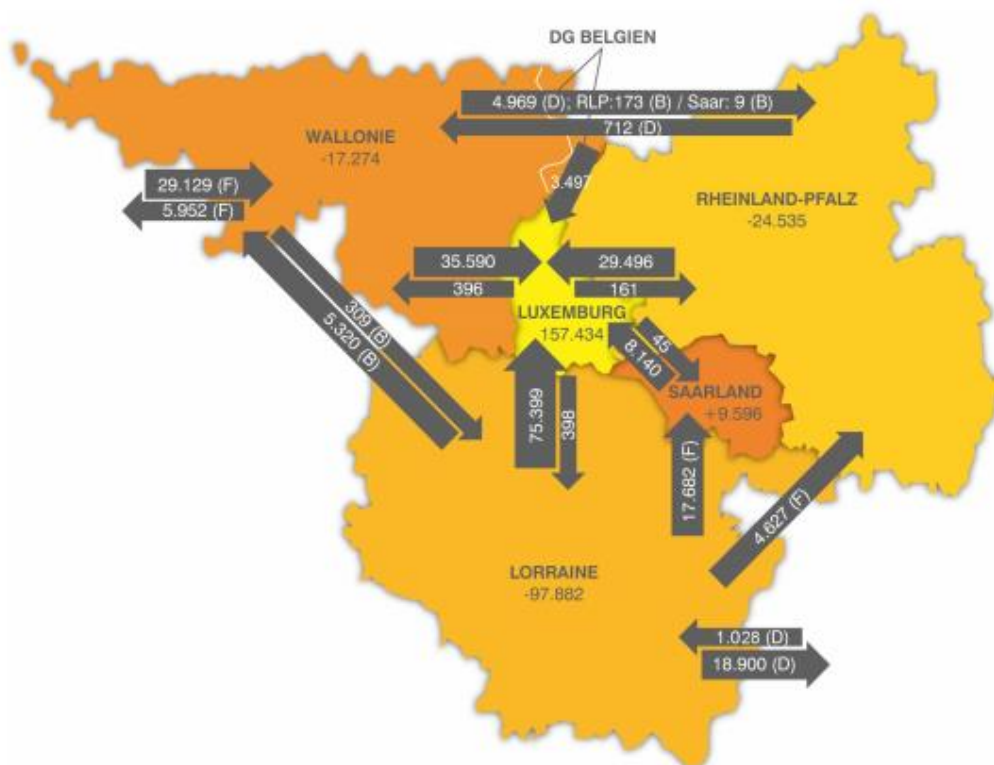 DG BELGIEN
4.969 (D); RLP:173 (B) / Saar: 9 (B)
712 (D)
WALLONIE
-17.274
3.497
29.129 (F)
5.952 (F)
RHEINLAND-PFALZ
-24.535
35.590
396
29.496
161
LUXEMBURG
157.434
309 (B)
5.320 (B)
45
8.140
SAARLAND
+9.596
75.399
398
17.682 (F)
4.627 (F)
LORRAINE
-97.882
1.028 (D)
18.900 (D)